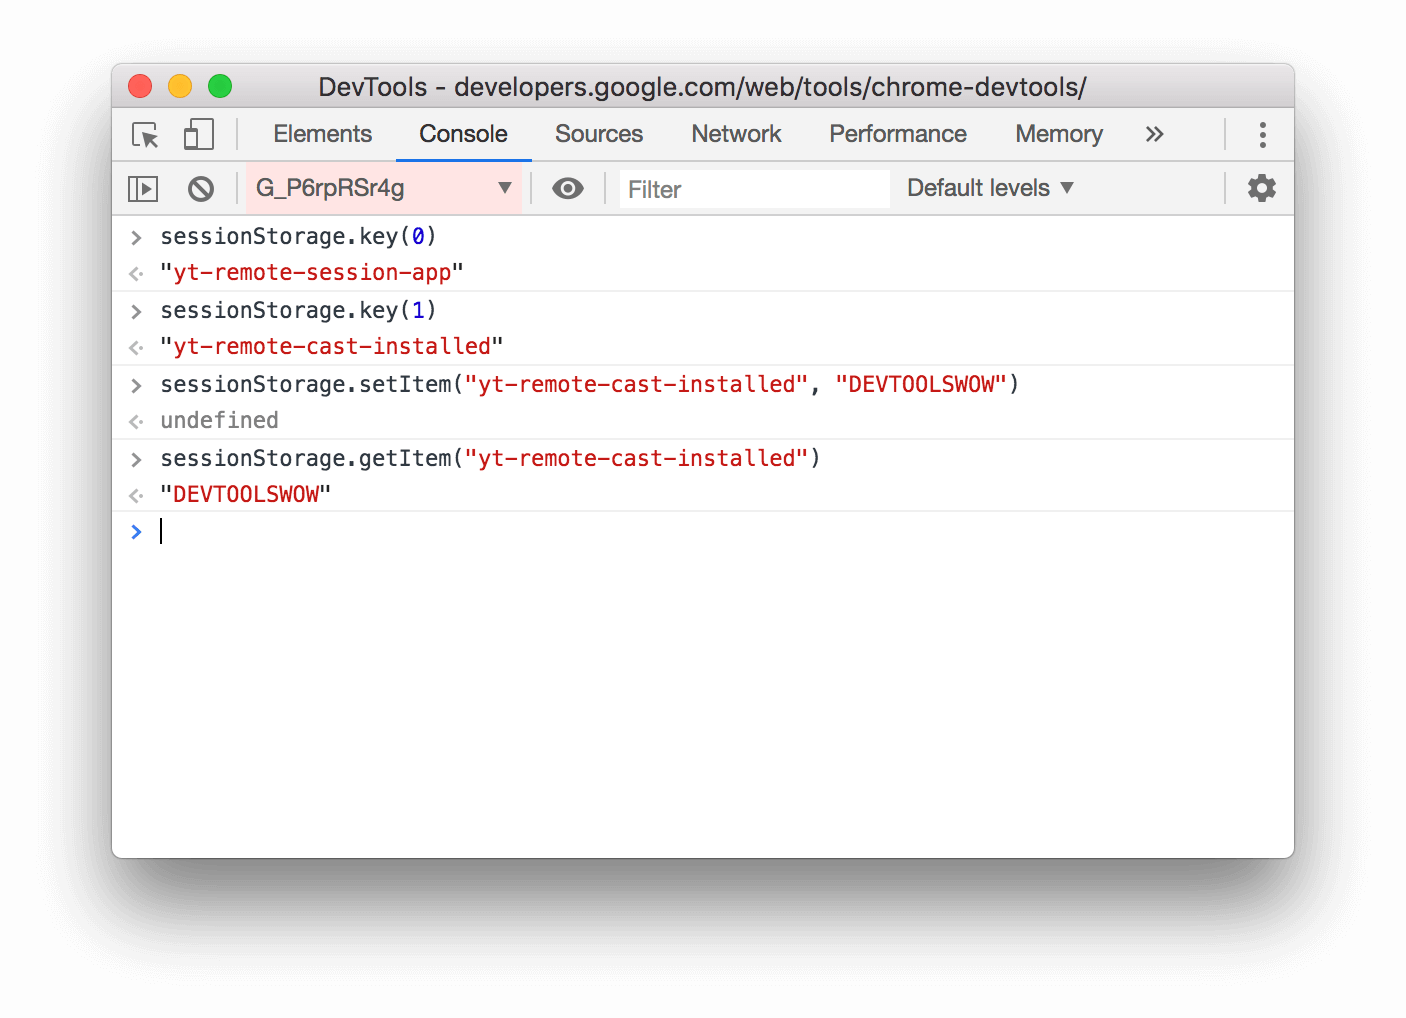 DevTools - developers.google.com/web/tools/chrome-devtools/
Elements Console Sources Network Performance Memory »
G_P6rpRSr4g ▼ Filter Default levels ▼
> sessionStorage.key(0)
"yt-remote-session-app"
> sessionStorage.key(1)
"yt-remote-cast-installed"
> sessionStorage.setItem("yt-remote-cast-installed", "DEVTOOLSWOW")
undefined
> sessionStorage.getItem("yt-remote-cast-installed")
"DEVTOOLSWOW"
>